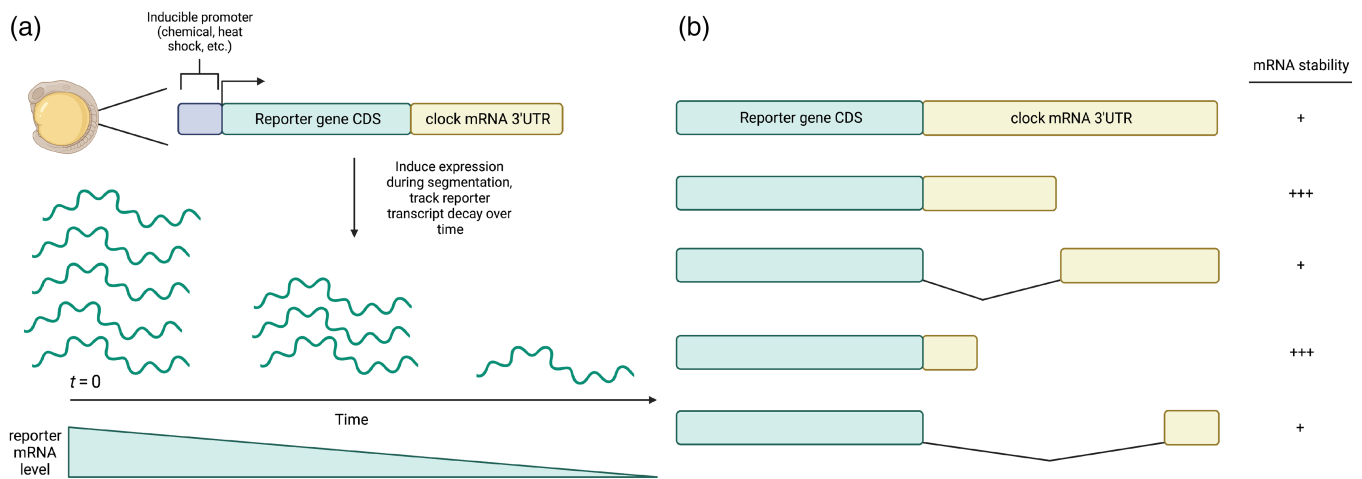 (a)
Inducible promoter
(chemical, heat
shock, etc.)
Reporter gene CDS
clock mRNA 3'UTR
Induce expression
during segmentation,
track reporter
transcript decay over
time
t = 0
Time
reporter
mRNA
level
(b)
mRNA stability
Reporter gene CDS
clock mRNA 3'UTR
+
+++
+
+++
+